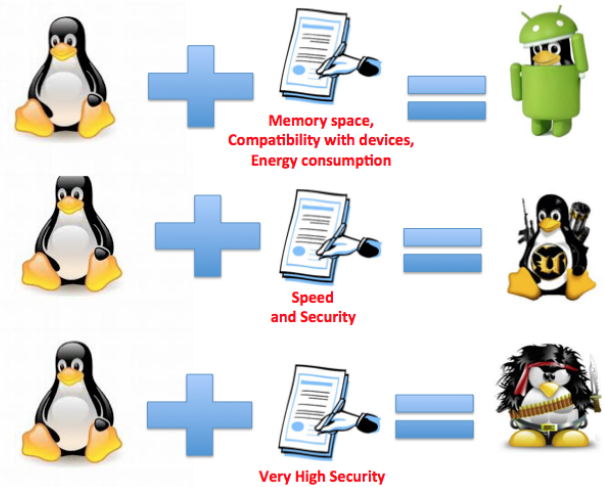 Memory space,
Compatibility with devices,
Energy consumption
Speed
and Security
Very High Security